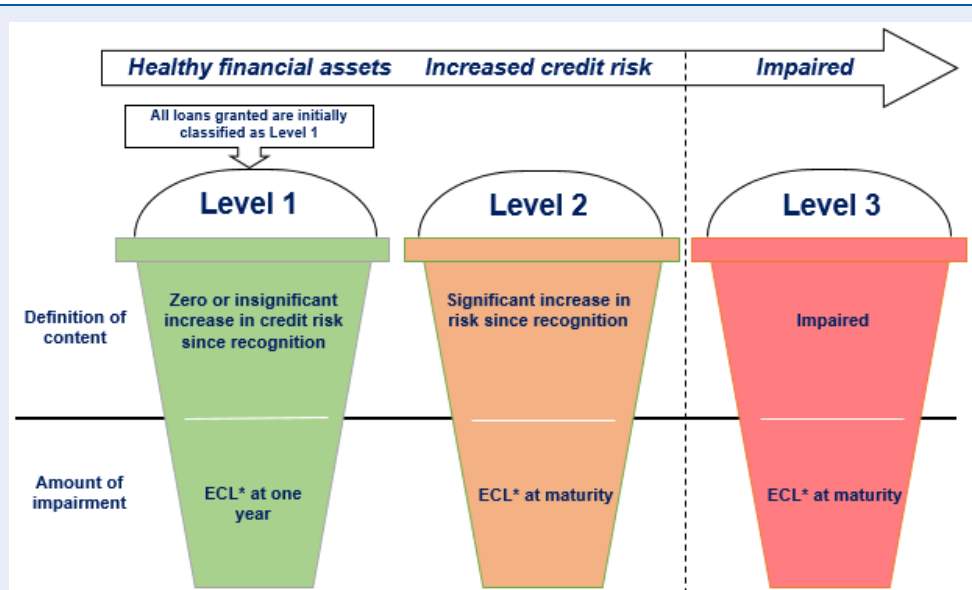 Healthy financial assets
Increased credit risk
Impaired
All loans granted are initially
classified as Level 1
Level 1
Level 2
Level 3
Definition of
content
Zero or insignificant
increase in credit risk
since recognition
Significant increase in
risk since recognition
Impaired
Amount of
impairment
ECL* at one
year
ECL* at maturity
ECL* at maturity